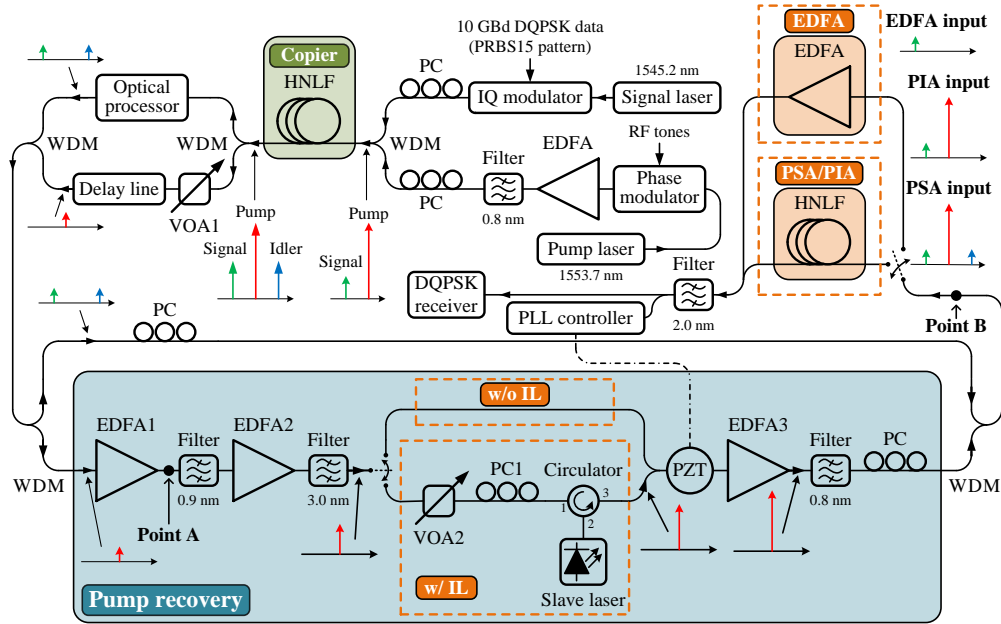 10 GBd DQPSK data
(PRBS15 pattern)
EDFA
EDFA
EDFA input
Copier
HNLF
PC
IQ modulator
1545.2 nm
Signal laser
Optical
processor
WDM
WDM
WDM
PIA input
RF tones
EDFA
Filter
0.8 nm
Phase
modulator
PC
PSA/PIA
HNLF
PSA input
Delay line
VOA1
Pump
Signal
Idler
Pump
Signal
Pump laser
1553.7 nm
Filter
2.0 nm
DQPSK
receiver
PLL controller
Point B
PC
w/o IL
EDFA1
Filter
0.9 nm
EDFA2
Filter
3.0 nm
PC1
Circulator
1
3
2
PZT
EDFA3
Filter
0.8 nm
PC
WDM
WDM
Point A
VOA2
w/ IL
Slave laser
Pump recovery